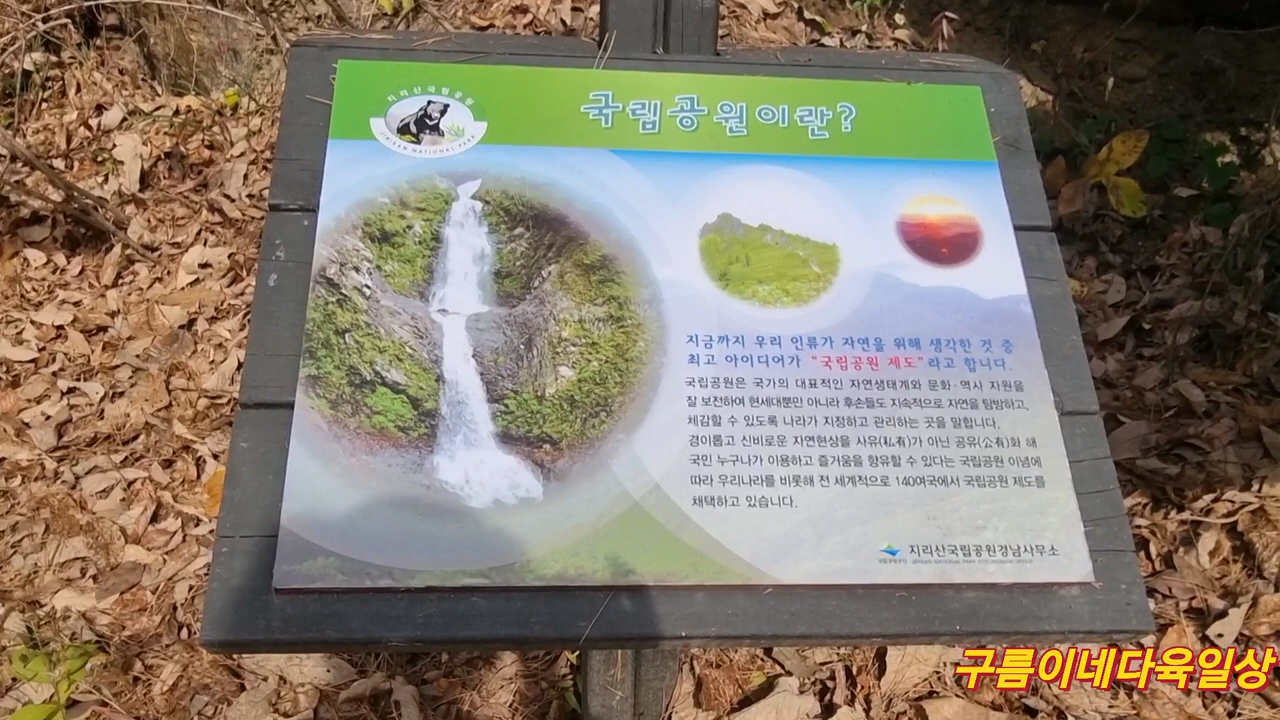 지리산국립공원
JIRISAN NATIONAL PARK
국립공원이란?
지금까지 우리 인류가 자연을 위해 생각한 것 중
최고 아이디어가 "국립공원 제도"라고 합니다.
국립공원은 국가의 대표적인 자연생태계와 문화·역사 자원을
잘 보전하여 현세대뿐만 아니라 후손들도 지속적으로 자연을 탐방하고,
체감할 수 있도록 나라가 지정하고 관리하는 곳을 말합니다.
경이롭고 신비로운 자연현상을 사유(私有)가 아닌 공유(公有)화 해
국민 누구나가 이용하고 즐거움을 향유할 수 있다는 국립공원 이념에
따라 우리나라를 비롯해 전 세계적으로 140여국에서 국립공원 제도를
채택하고 있습니다.
지리산국립공원경남사무소
구름이네다육일상